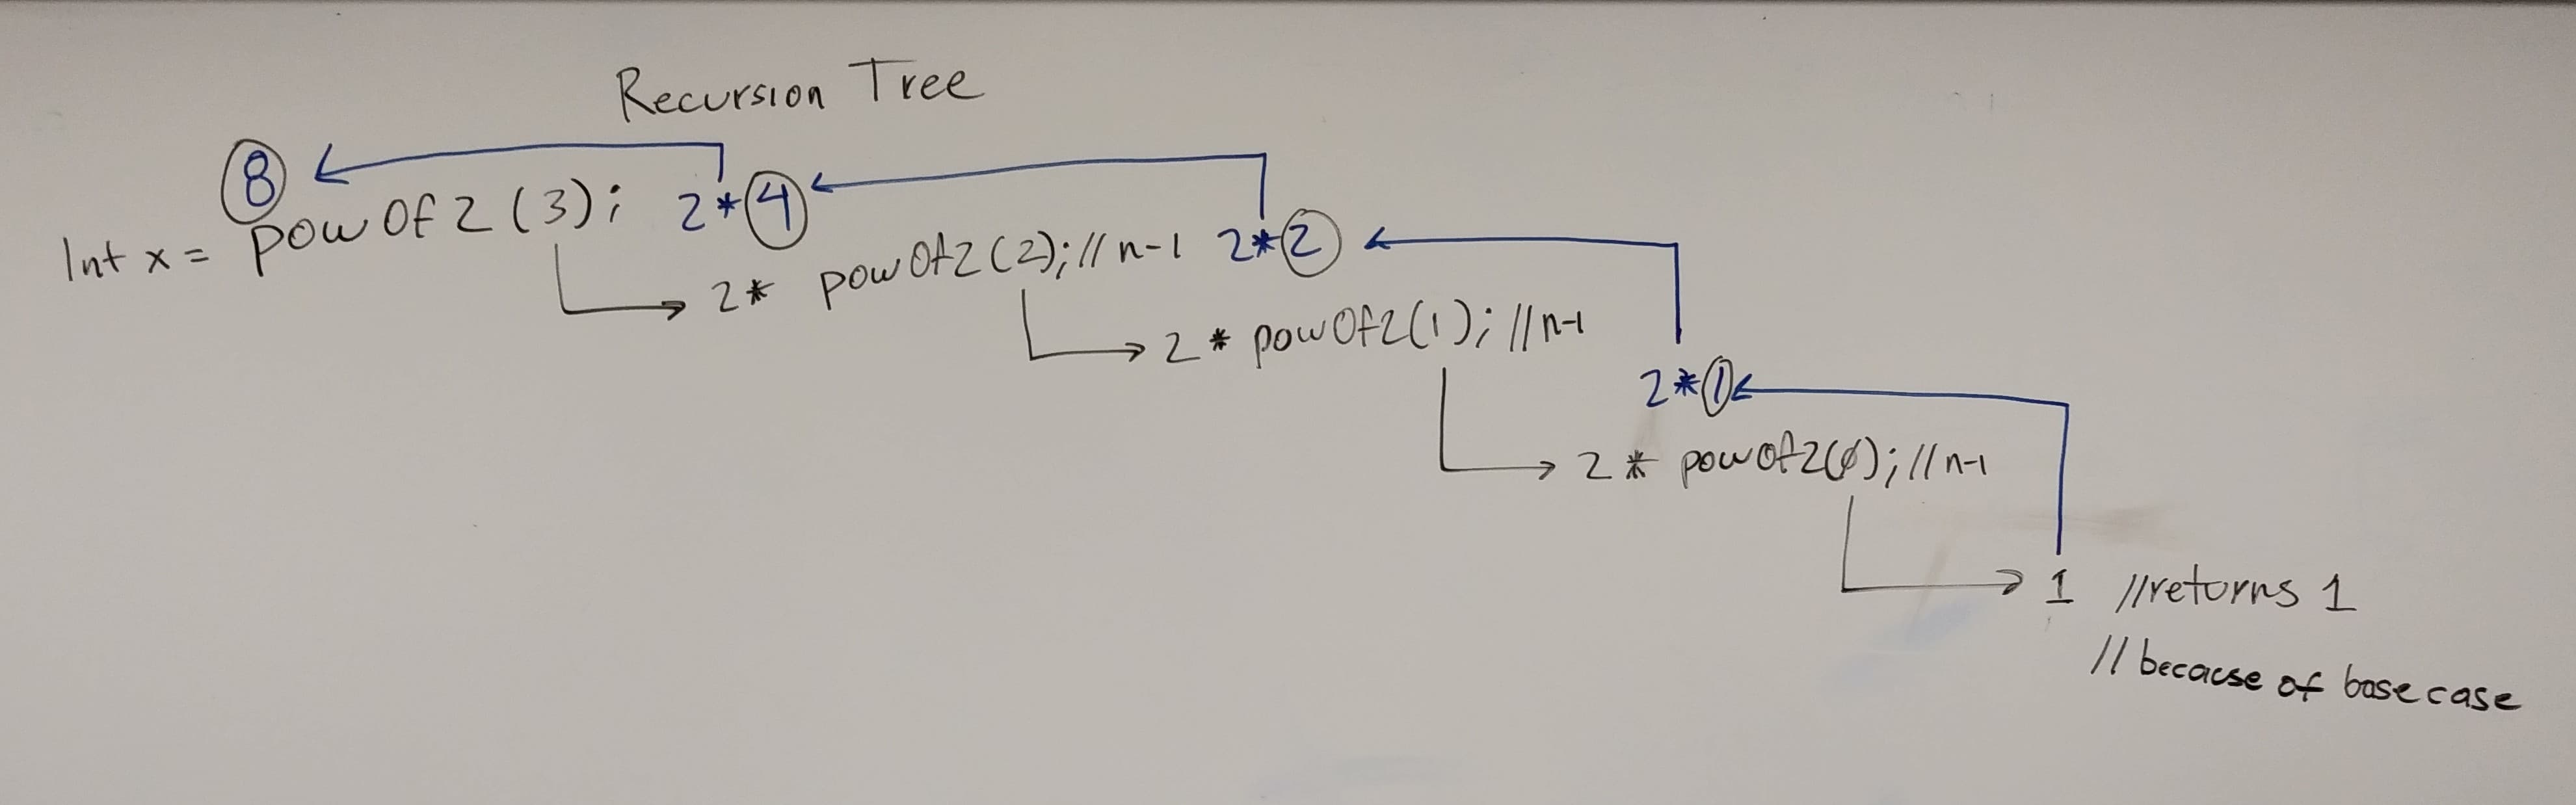 Recursion Tree
8
Int x = powOf2 (3); 2*4
2* powOf2 (2); // n-1 2*2
2 * powOf2(1); // n-1
2*1
2 * powOf2(0); // n-1
1 //returns 1
// because of base case